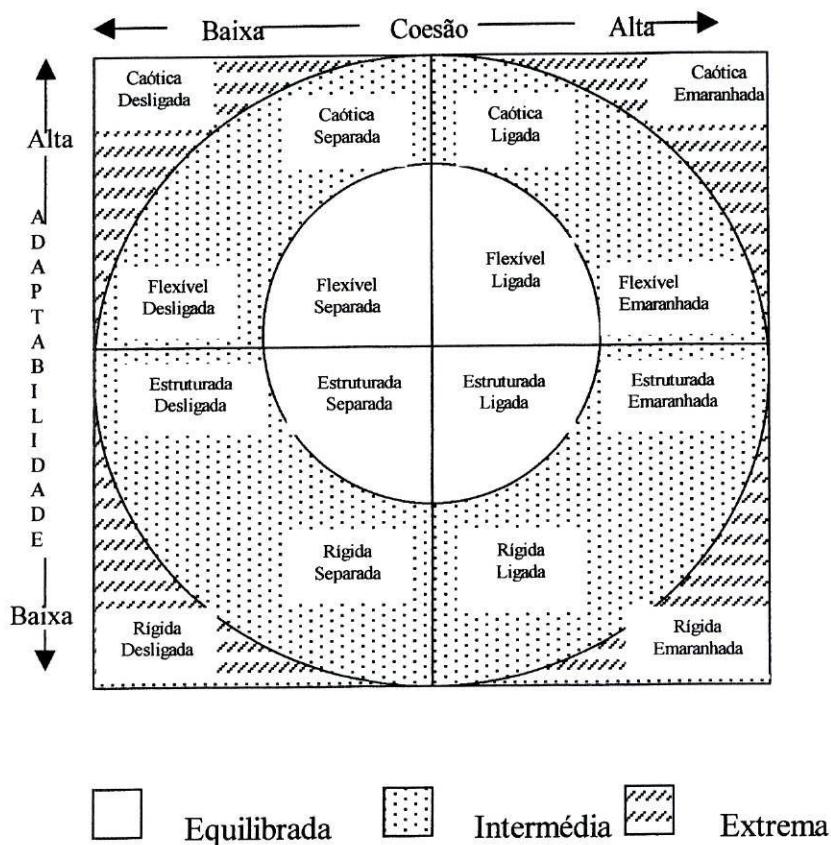 Baixa Coesão Alta
Caótica
Desligada
Caótica
Emaranhada
Caótica
Separada
Caótica
Ligada
Alta
ADAPTABILIDADE
Flexível
Desligada
Flexível
Separada
Flexível
Ligada
Flexível
Emaranhada
Estruturada
Desligada
Estruturada
Separada
Estruturada
Ligada
Estruturada
Emaranhada
Rígida
Separada
Rígida
Ligada
Baixa
Rígida
Desligada
Rígida
Emaranhada
Equilibrada Intermédia Extrema